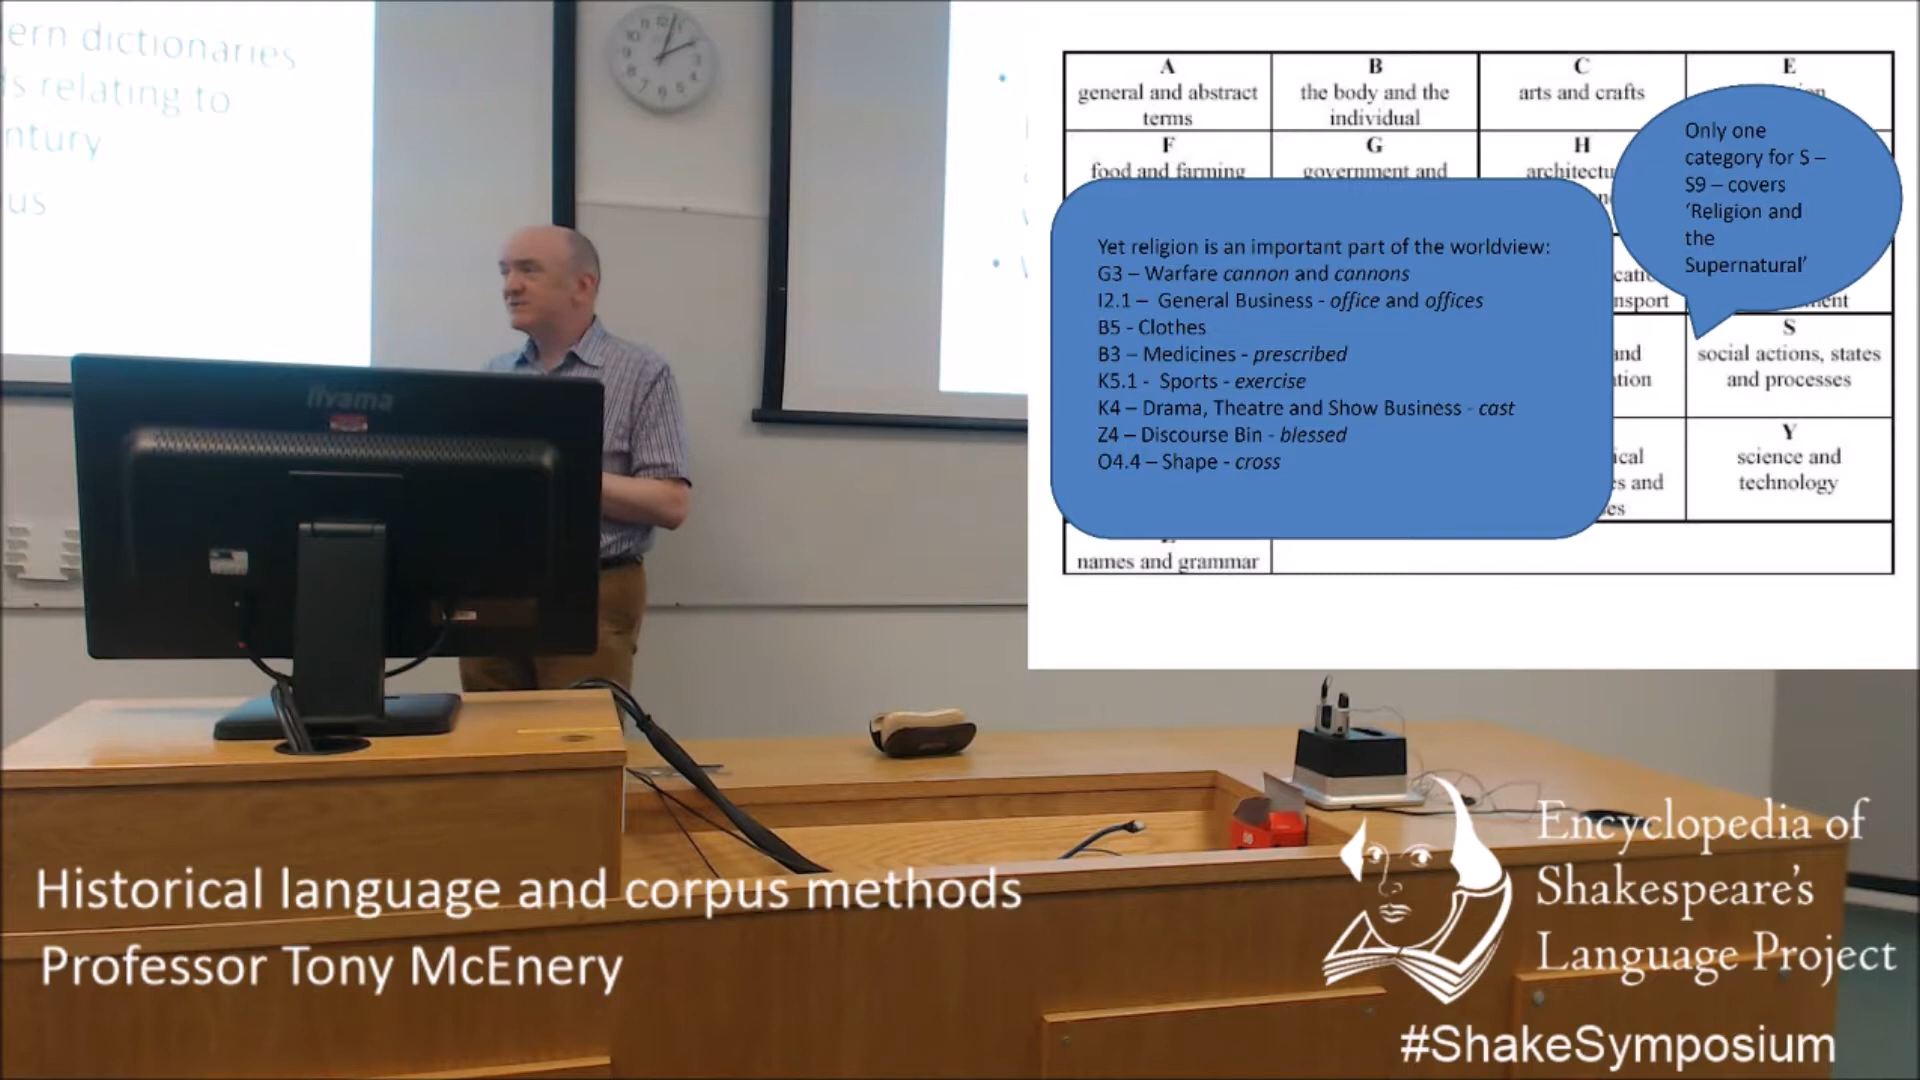 ern dictionaries
s relating to
ntury
us
iiyama
A
general and abstract
terms
B
the body and the
individual
C
arts and crafts
E
F
food and farming
G
government and
H
architectu
Only one
category for S –
S9 – covers
‘Religion and
the
Supernatural’
Yet religion is an important part of the worldview:
G3 – Warfare cannon and cannons
I2.1 – General Business - office and offices
B5 - Clothes
B3 – Medicines - prescribed
K5.1 - Sports - exercise
K4 – Drama, Theatre and Show Business - cast
Z4 – Discourse Bin - blessed
O4.4 – Shape - cross
nsport
S
social actions, states
and processes
Y
science and
technology
names and grammar
Historical language and corpus methods
Professor Tony McEnery
Encyclopedia of
Shakespeare's
Language Project
#ShakeSymposium